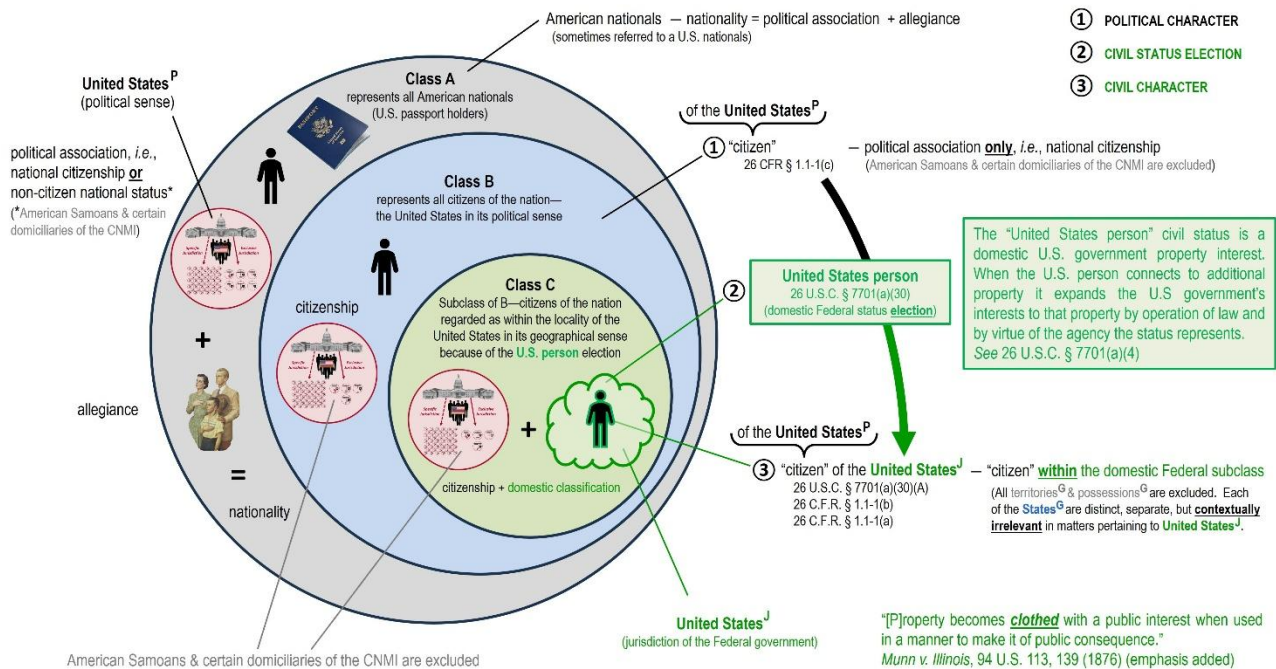 American nationals — nationality = political association + allegiance
(sometimes referred to a U.S. nationals)
① POLITICAL CHARACTER
② CIVIL STATUS ELECTION
③ CIVIL CHARACTER
United States^P
(political sense)
political association, i.e.,
national citizenship or
non-citizen national status*
(*American Samoans & certain
domiciliaries of the CNMI)
+
allegiance
=
nationality
Class A
represents all American nationals
(U.S. passport holders)
PASSPORT
Class B
represents all citizens of the nation—
the United States in its political sense
citizenship
Class C
Subclass of B—citizens of the nation
regarded as within the locality of the
United States in its geographical sense
because of the U.S. person election
+
citizenship + domestic classification
of the United States^P
① "citizen"
26 CFR § 1.1-1(c)
— political association only, i.e., national citizenship
(American Samoans & certain domiciliaries of the CNMI are excluded)
②
United States person
26 U.S.C. § 7701(a)(30)
(domestic Federal status election)
The "United States person" civil status is a
domestic U.S. government property interest.
When the U.S. person connects to additional
property it expands the U.S government's
interests to that property by operation of law and
by virtue of the agency the status represents.
See 26 U.S.C. § 7701(a)(4)
of the United States^P
③ "citizen" of the United States^J
26 U.S.C. § 7701(a)(30)(A)
26 C.F.R. § 1.1-1(b)
26 C.F.R. § 1.1-1(a)
— "citizen" within the domestic Federal subclass
(All territories^G & possessions^G are excluded. Each
of the States^G are distinct, separate, but contextually
irrelevant in matters pertaining to United States^J.
United States^J
(jurisdiction of the Federal government)
"[P]roperty becomes clothed with a public interest when used
in a manner to make it of public consequence."
Munn v. Illinois, 94 U.S. 113, 139 (1876) (emphasis added)
American Samoans & certain domiciliaries of the CNMI are excluded
Specific
Jurisdiction
Exclusive
Jurisdiction
Specific
Jurisdiction
Exclusive
Jurisdiction
Specific
Jurisdiction
Exclusive
Jurisdiction